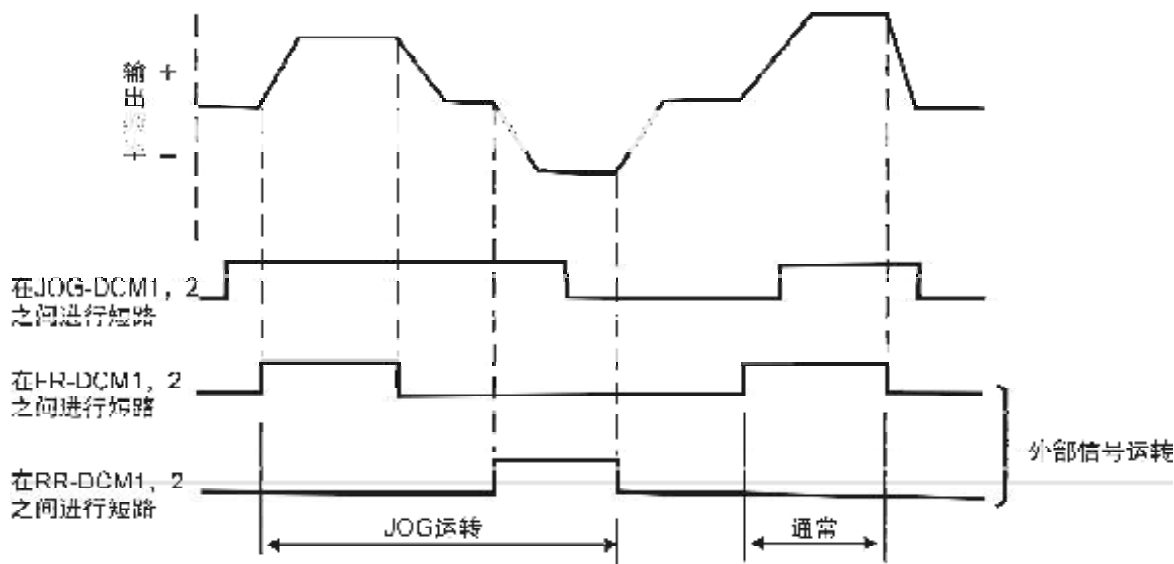 输出频率
+
-
在JOG-DCM1，2
之间进行短路
在FR-DCM1，2
之间进行短路
在RR-DCM1，2
之间进行短路
外部信号运转
JOG运转
通常